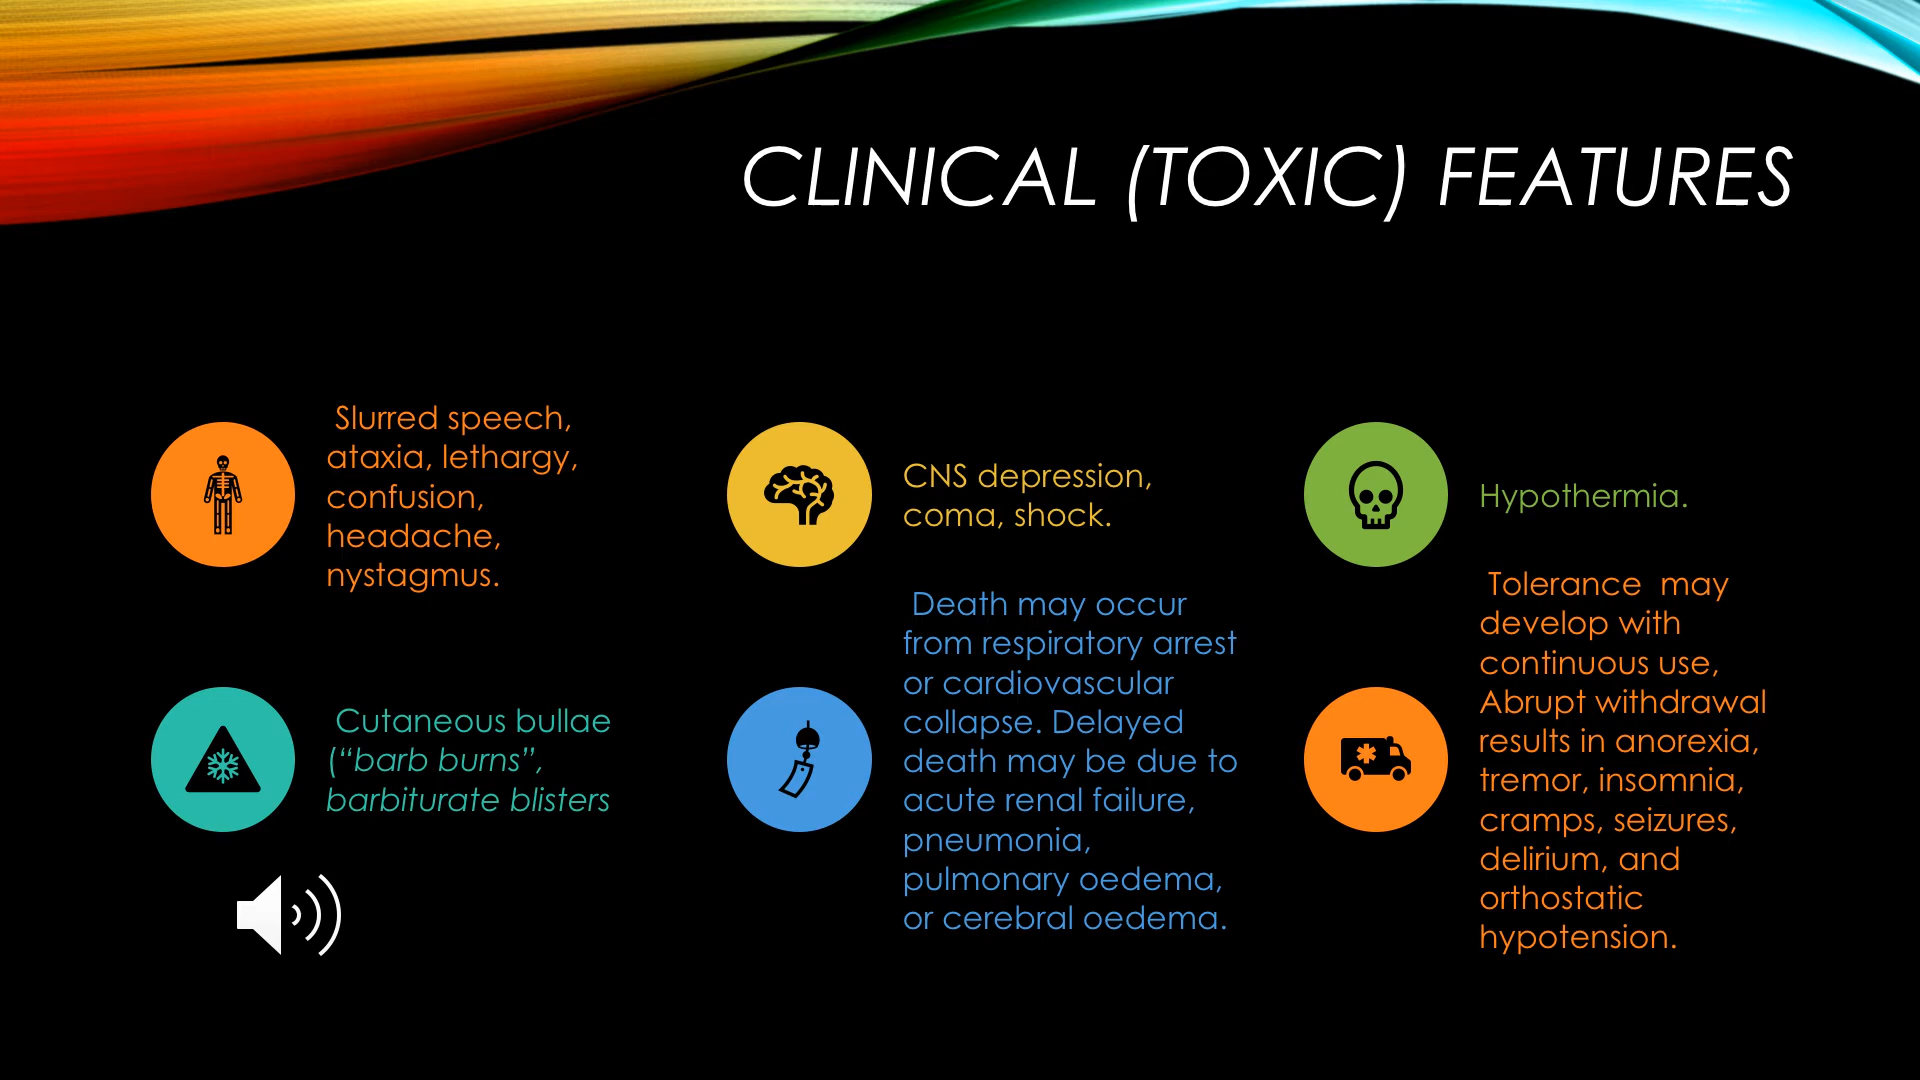 CLINICAL (TOXIC) FEATURES
Slurred speech,
ataxia, lethargy,
confusion,
headache,
nystagmus.
CNS depression,
coma, shock.
Hypothermia.
Cutaneous bullae
(“barb burns”,
barbiturate blisters
Death may occur
from respiratory arrest
or cardiovascular
collapse. Delayed
death may be due to
acute renal failure,
pneumonia,
pulmonary oedema,
or cerebral oedema.
Tolerance  may
develop with
continuous use,
Abrupt withdrawal
results in anorexia,
tremor, insomnia,
cramps, seizures,
delirium, and
orthostatic
hypotension.